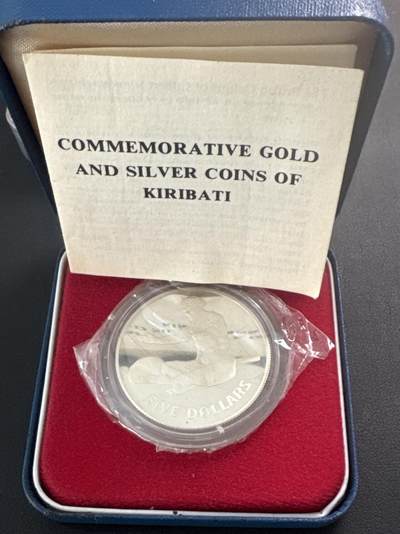 COMMEMORATIVE GOLD
AND SILVER COINS OF
KIRIBATI
FIVE DOLLARS